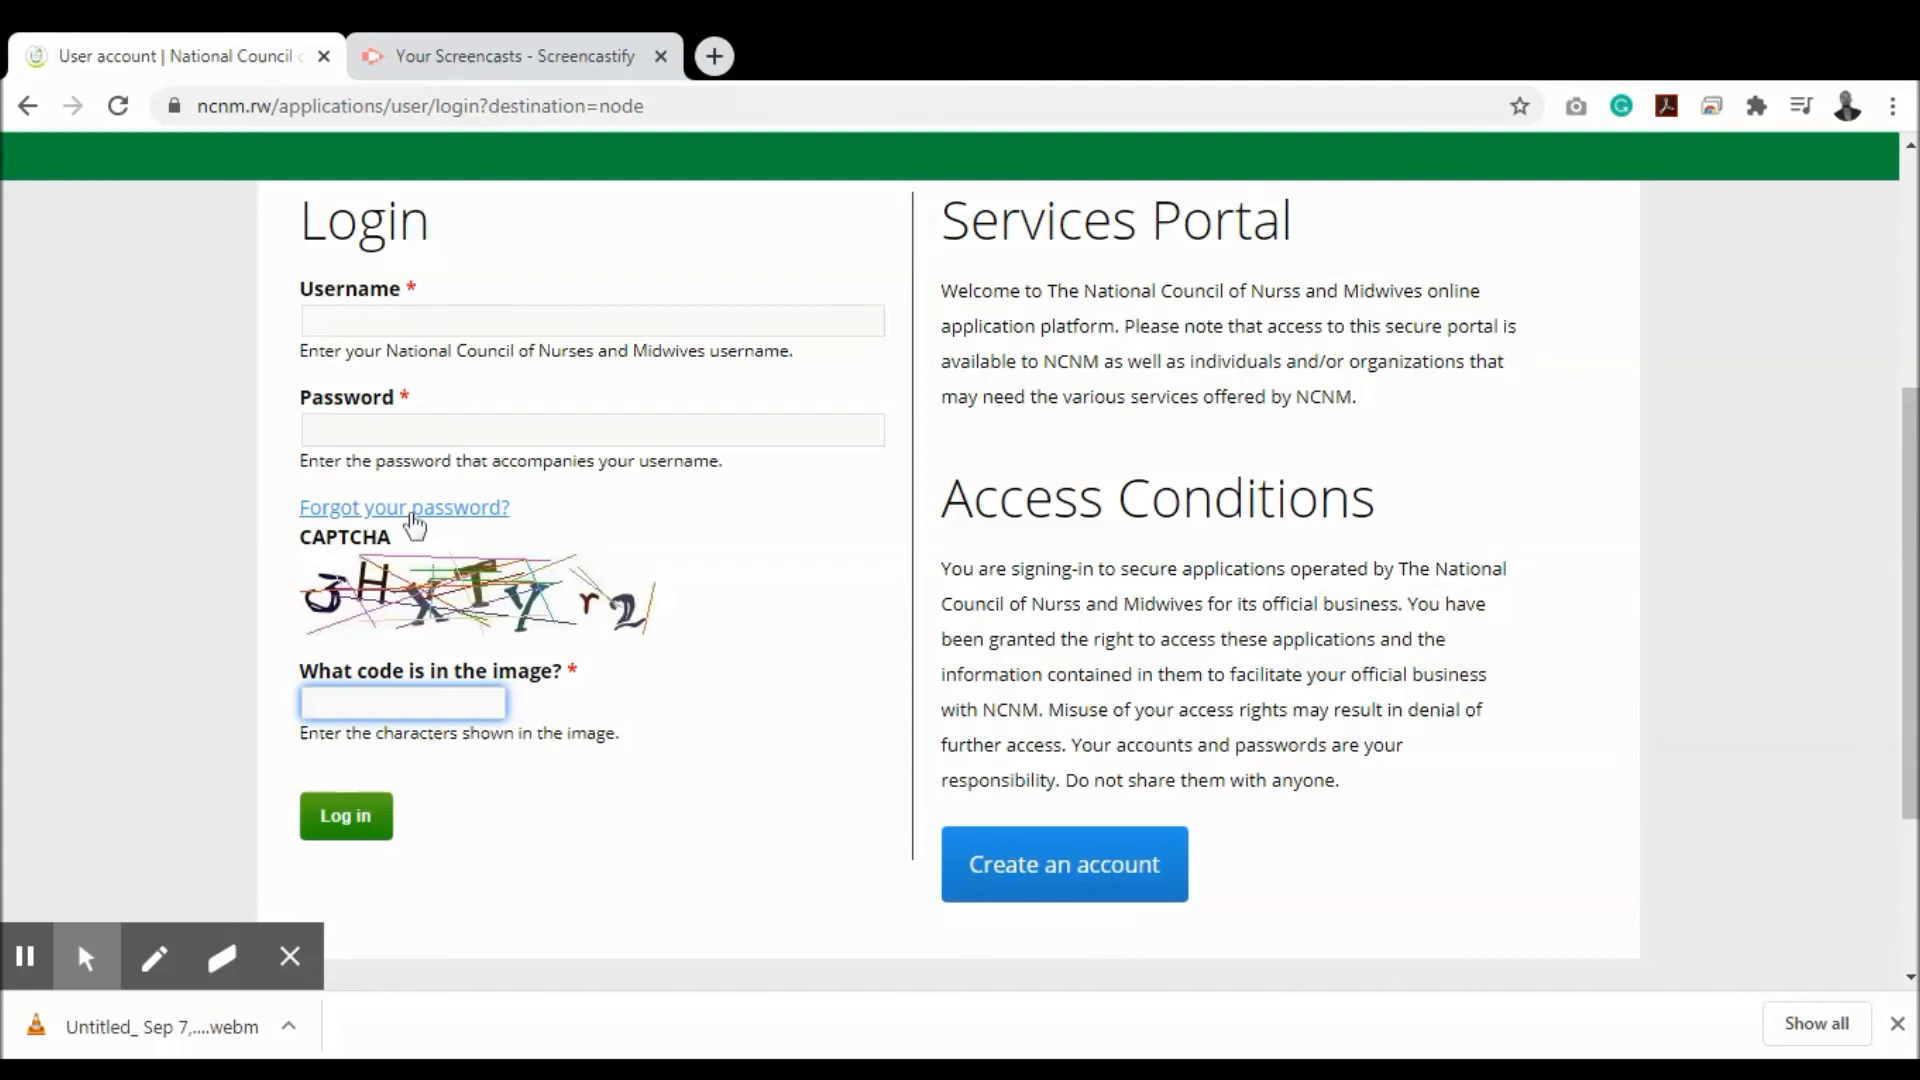 User account | National Council
Your Screencasts - Screencastify
ncnm.rw/applications/user/login?destination=node
Login
Username *
Enter your National Council of Nurses and Midwives username.
Password *
Enter the password that accompanies your username.
Forgot your password?
CAPTCHA
What code is in the image? *
Enter the characters shown in the image.
Log in
Services Portal
Welcome to The National Council of Nurss and Midwives online
application platform. Please note that access to this secure portal is
available to NCNM as well as individuals and/or organizations that
may need the various services offered by NCNM.
Access Conditions
You are signing-in to secure applications operated by The National
Council of Nurss and Midwives for its official business. You have
been granted the right to access these applications and the
information contained in them to facilitate your official business
with NCNM. Misuse of your access rights may result in denial of
further access. Your accounts and passwords are your
responsibility. Do not share them with anyone.
Create an account
Untitled_ Sep 7,....webm
Show all